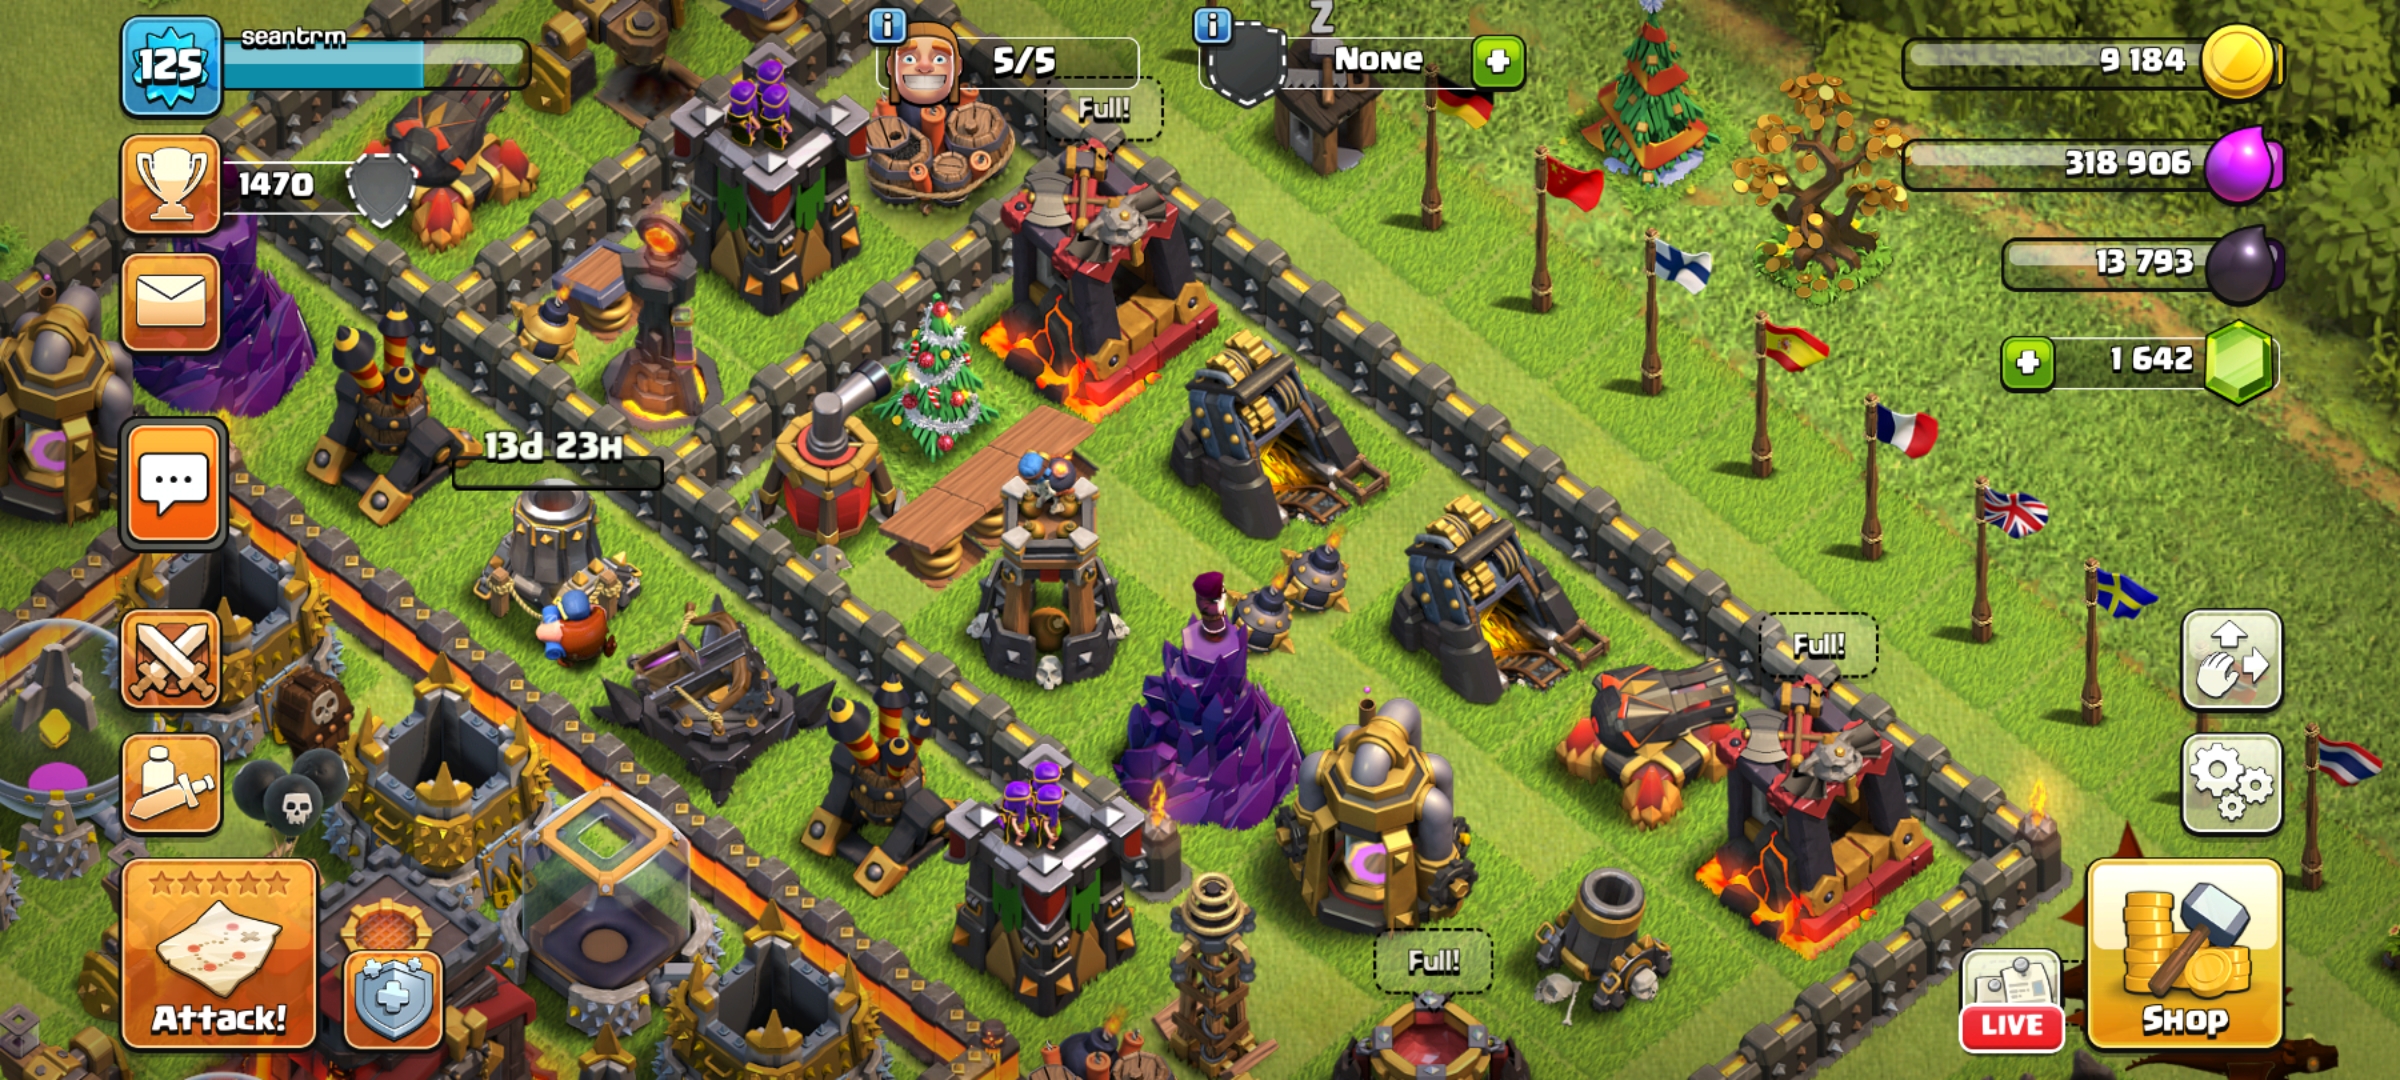 seantrm
125
5/5
None
Z
9 184
Full!
1470
318 906
13 793
1 642
13d 23H
Full!
Full!
Attack!
LIVE
Shop